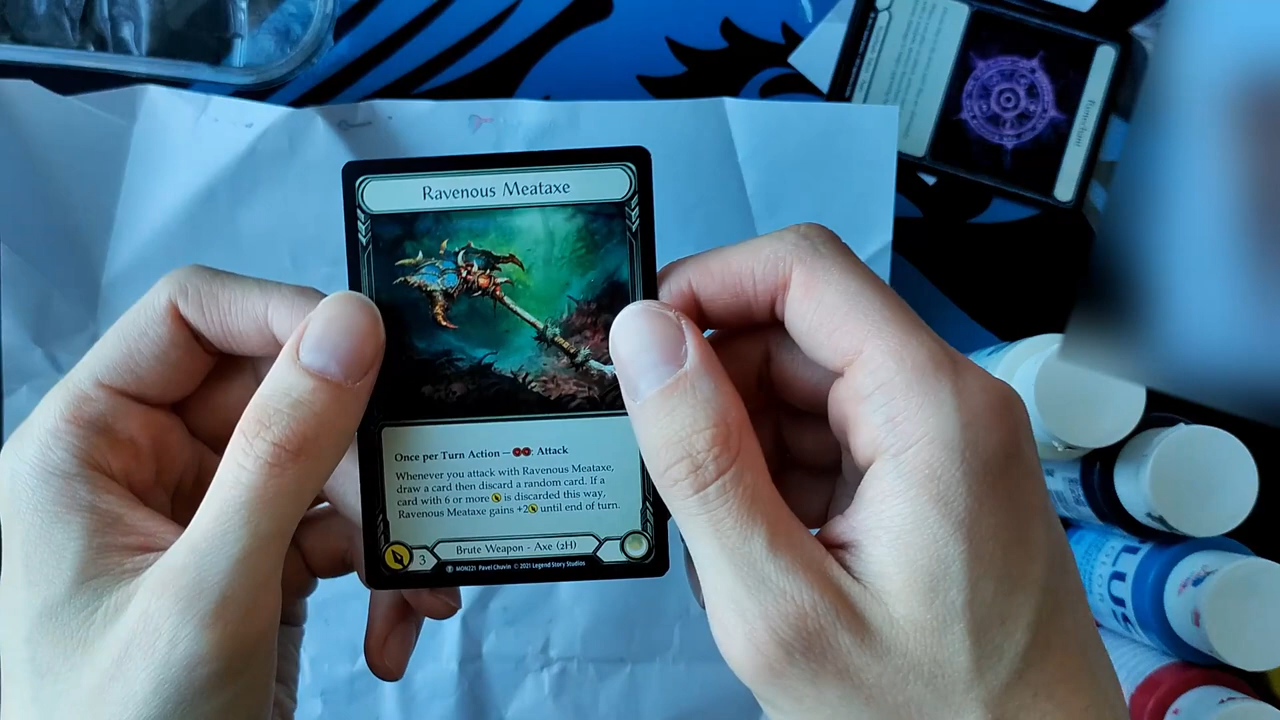 Ravenous Meataxe
Once per Turn Action — : Attack
Whenever you attack with Ravenous Meataxe,
draw a card then discard a random card. If a
card with 6 or more is discarded this way,
Ravenous Meataxe gains +2 until end of turn.
3
Brute Weapon - Axe (2H)
T MON221 Pavel Chuvin © 2021 Legend Story Studios